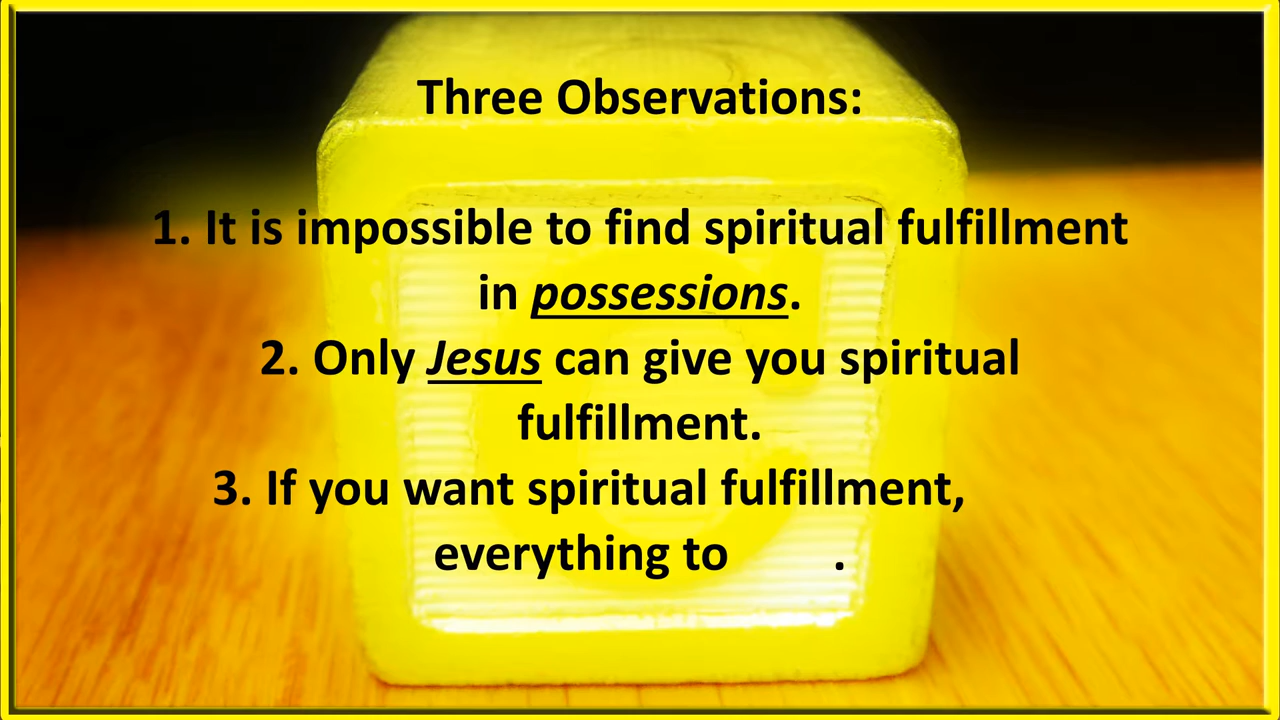 Three Observations:
1. It is impossible to find spiritual fulfillment
in possessions.
2. Only Jesus can give you spiritual
fulfillment.
3. If you want spiritual fulfillment,
everything to .